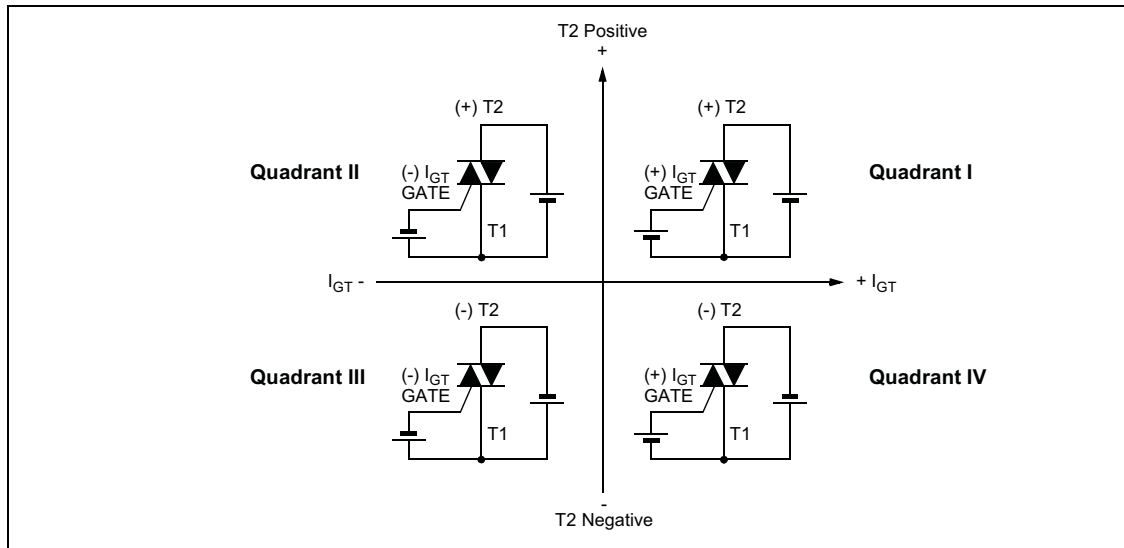 T2 Positive
+
(+) T2
(+) T2
Quadrant II
(-) IGT
GATE
T1
(+) IGT
GATE
T1
Quadrant I
IGT -
+ IGT
(-) T2
(-) T2
Quadrant III
(-) IGT
GATE
T1
(+) IGT
GATE
T1
Quadrant IV
-
T2 Negative